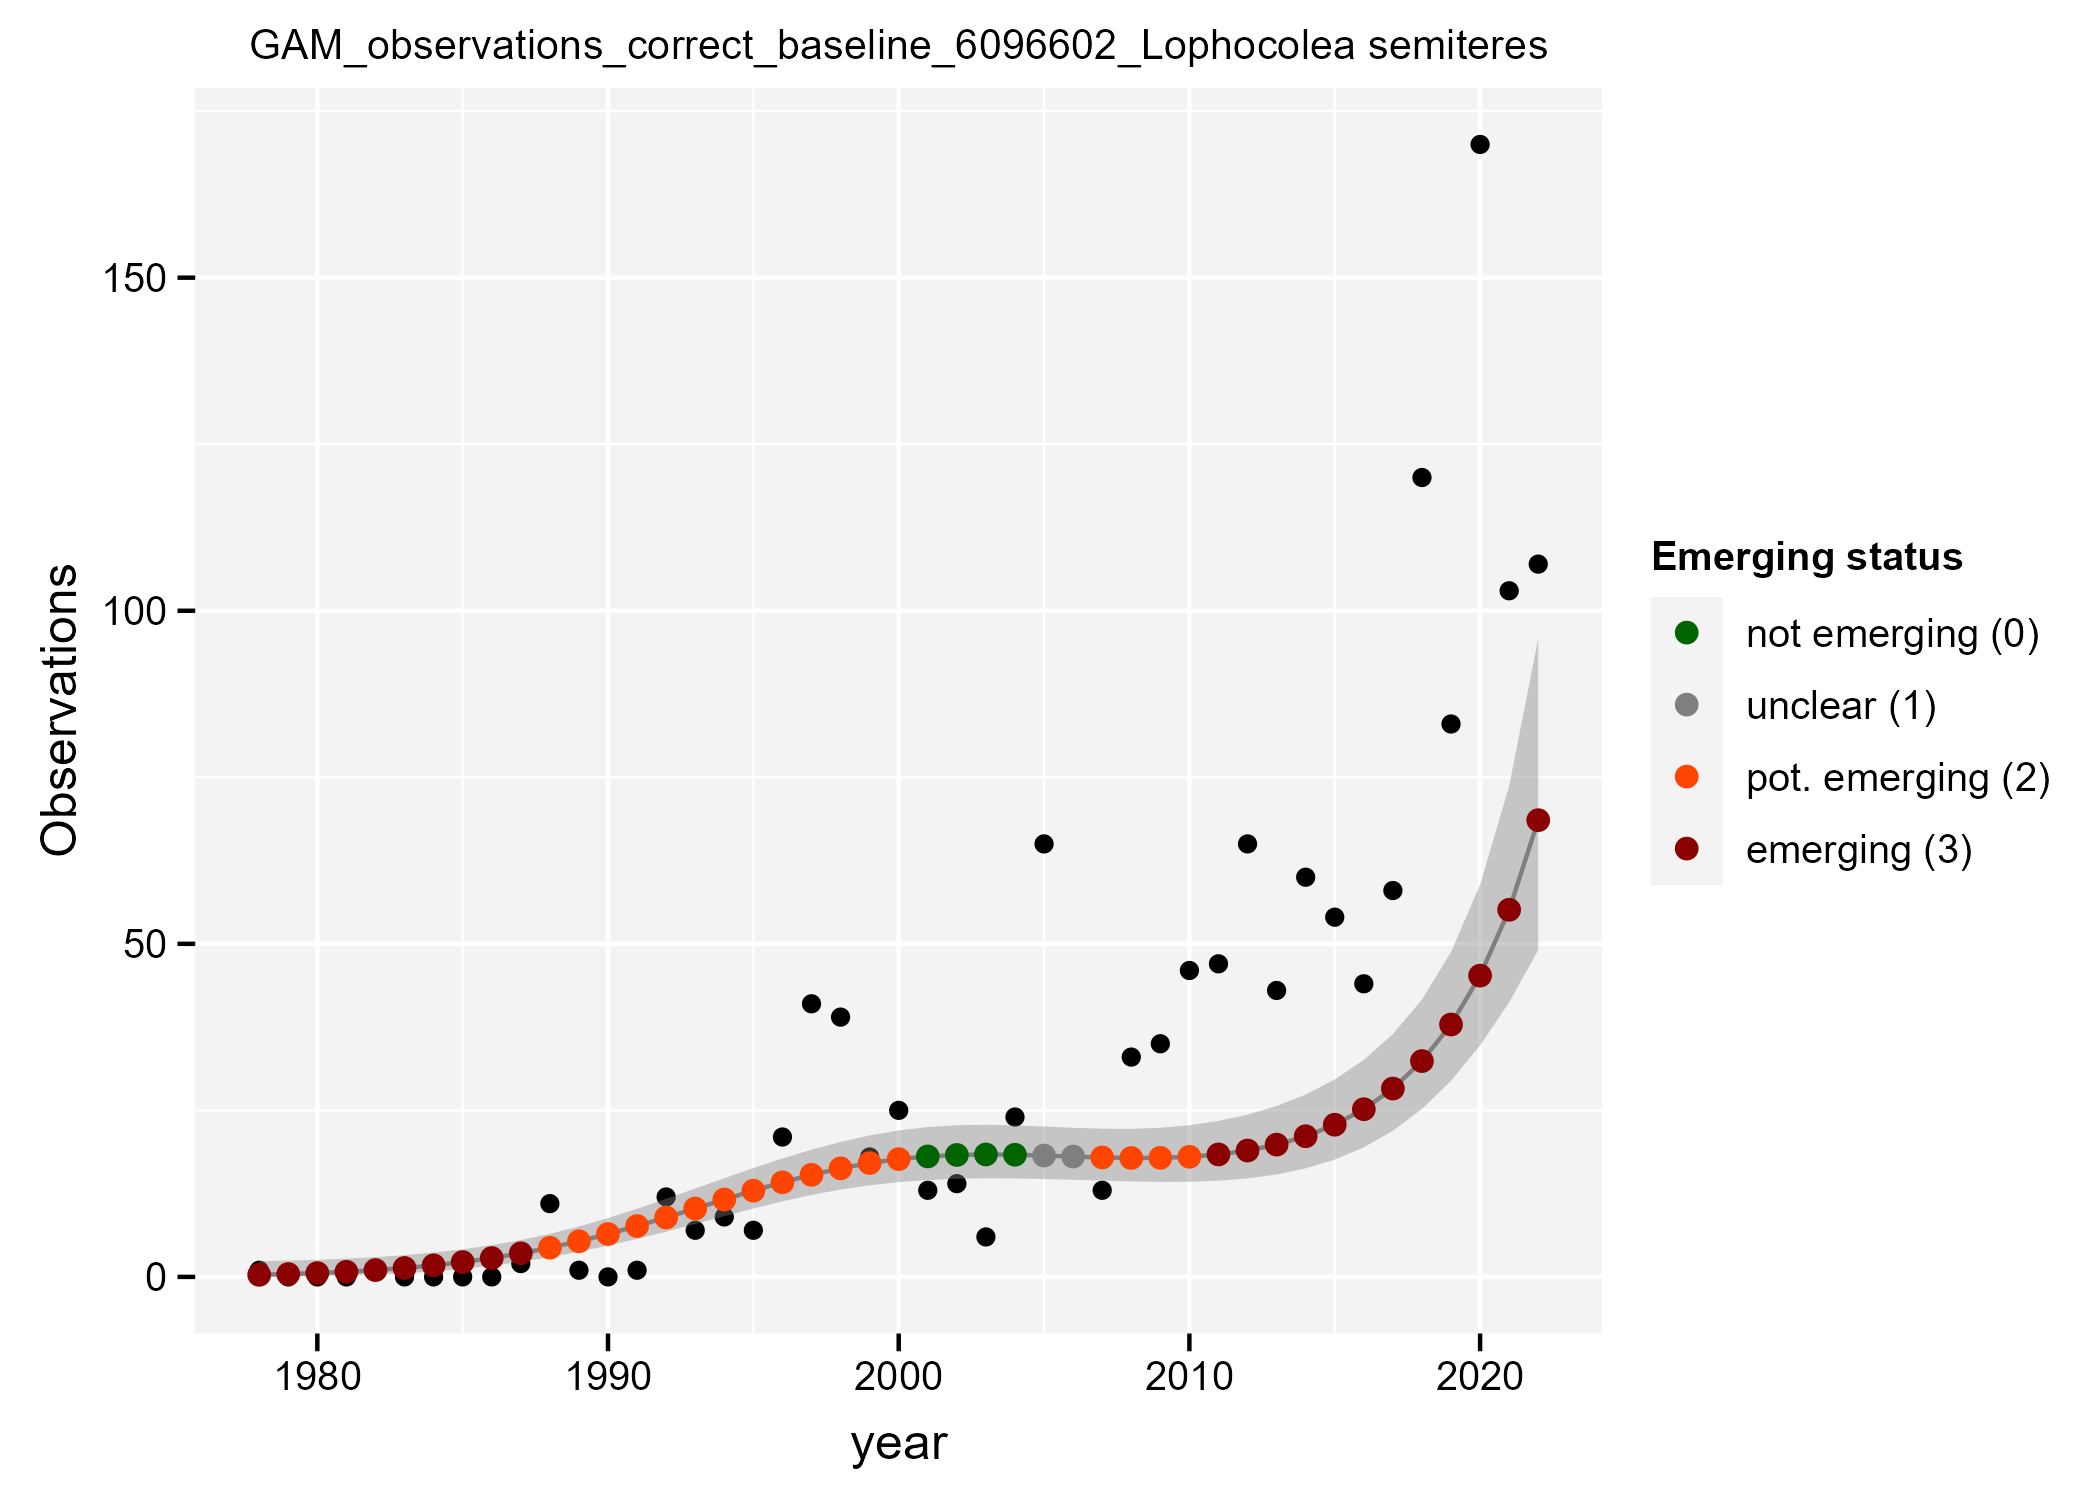 GAM_observations_correct_baseline_6096602_Lophocolea semiteres
150
100
50
0
Observations
1980 1990 2000 2010 2020
year
Emerging status
not emerging (0)
unclear (1)
pot. emerging (2)
emerging (3)